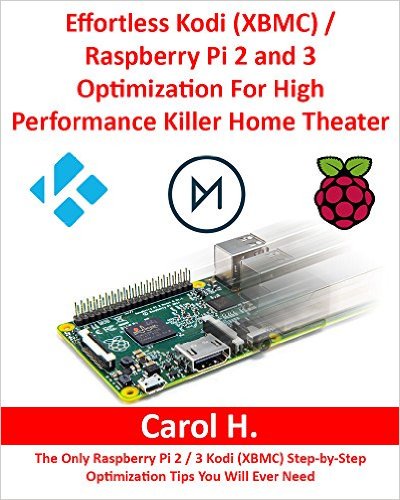 Effortless Kodi (XBMC) /
Raspberry Pi 2 and 3
Optimization For High
Performance Killer Home Theater
Carol H.
The Only Raspberry Pi 2 / 3 Kodi (XBMC) Step-by-Step
Optimization Tips You Will Ever Need